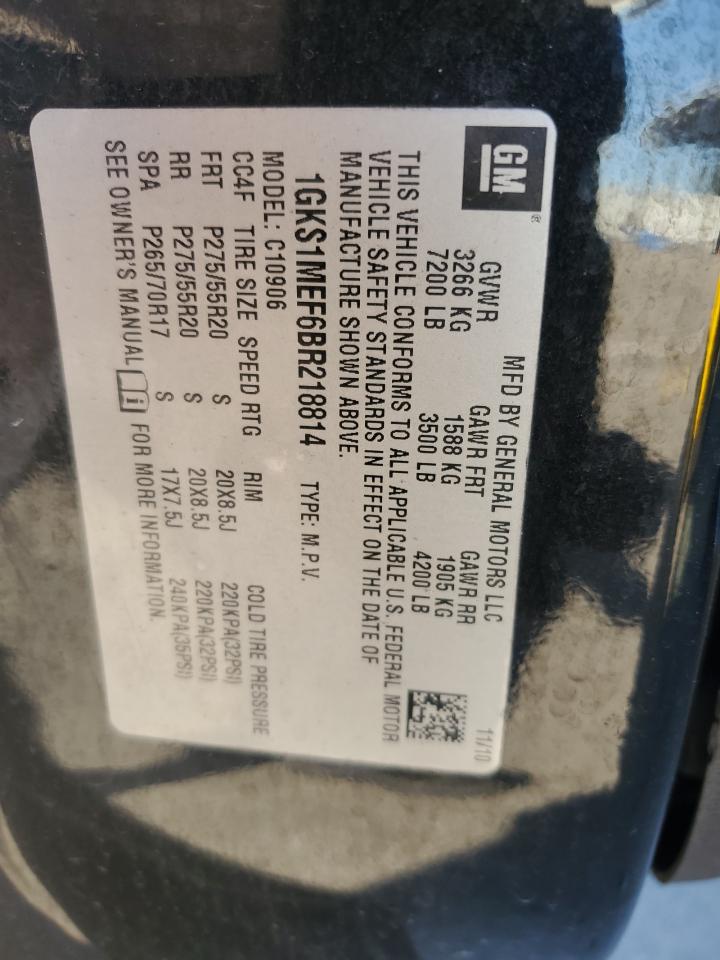 GM®
MFD BY GENERAL MOTORS LLC 11/10
GVWR GAWR FRT GAWR RR
3266 KG 1588 KG 1905 KG
7200 LB 3500 LB 4200 LB
THIS VEHICLE CONFORMS TO ALL APPLICABLE U.S. FEDERAL MOTOR
VEHICLE SAFETY STANDARDS IN EFFECT ON THE DATE OF
MANUFACTURE SHOWN ABOVE.
1GKS1MEF6BR218814 TYPE: M.P.V.
MODEL: C10906
CC4F TIRE SIZE SPEED RTG RIM COLD TIRE PRESSURE
FRT P275/55R20 S 20X8.5J 220KPA(32PSI)
RR P275/55R20 S 20X8.5J 220KPA(32PSI)
SPA P265/70R17 S 17X7.5J 240KPA(35PSI)
SEE OWNER'S MANUAL i FOR MORE INFORMATION.